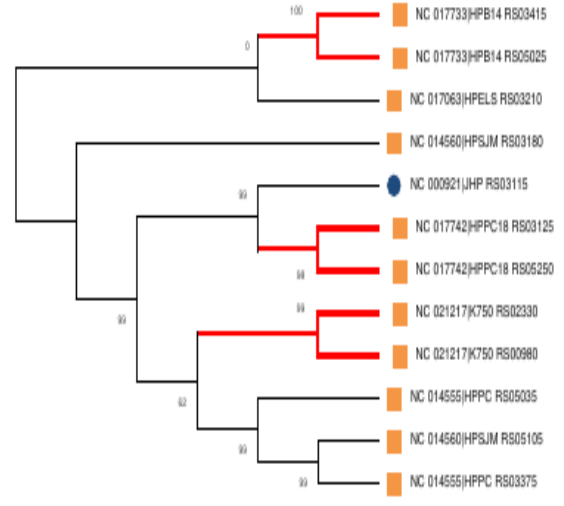 100
NC 017733|HPB14 RS03415
0
NC 017733|HPB14 RS05025
NC 017063|HPELS RS03210
NC 014560|HPSJM RS03180
99
NC 000921|JHP RS03115
NC 017742|HPPC18 RS03125
98
NC 017742|HPPC18 RS05250
99
NC 021217|K750 RS02330
99
NC 021217|K750 RS00980
62
NC 014555|HPPC RS05035
99
NC 014560|HPSJM RS05105
99
NC 014555|HPPC RS03375